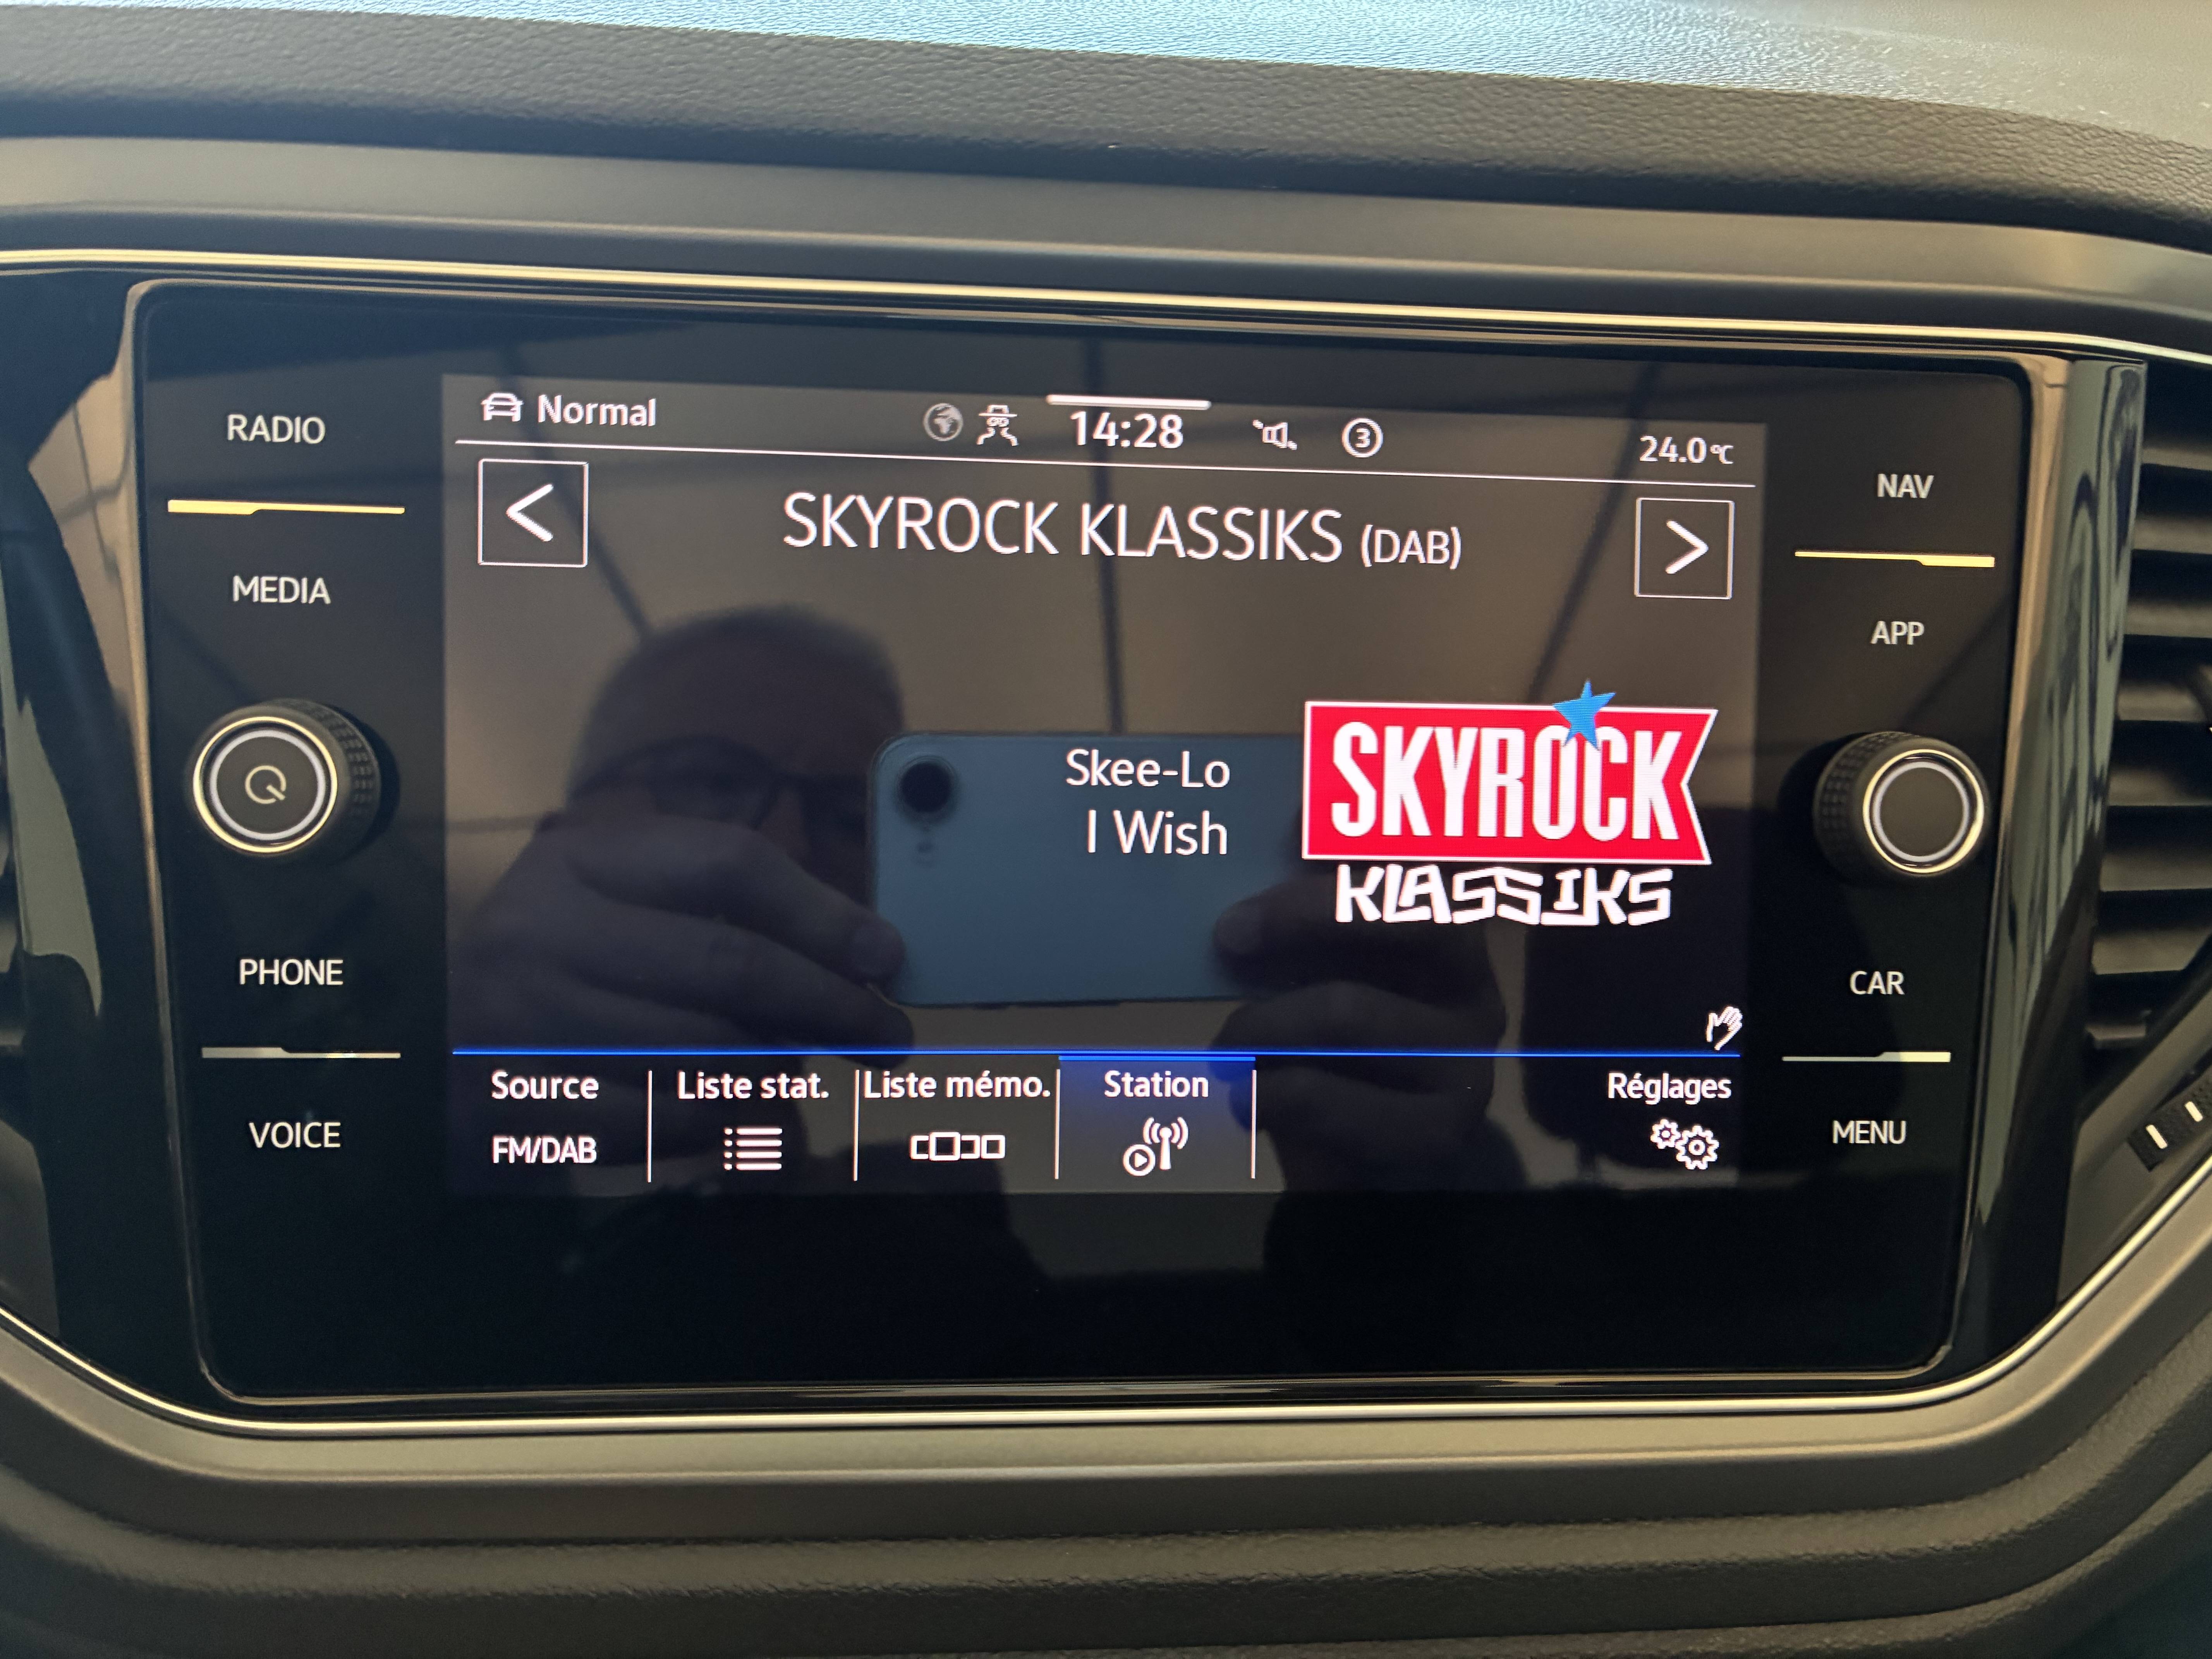 RADIO
MEDIA
PHONE
VOICE
Normal
14:28
3
24.0°C
<
SKYROCK KLASSIKS (DAB)
>
Skee-Lo
I Wish
SKYROCK
KLASSIKS
Source
FM/DAB
Liste stat.
Liste mémo.
Station
Réglages
NAV
APP
CAR
MENU